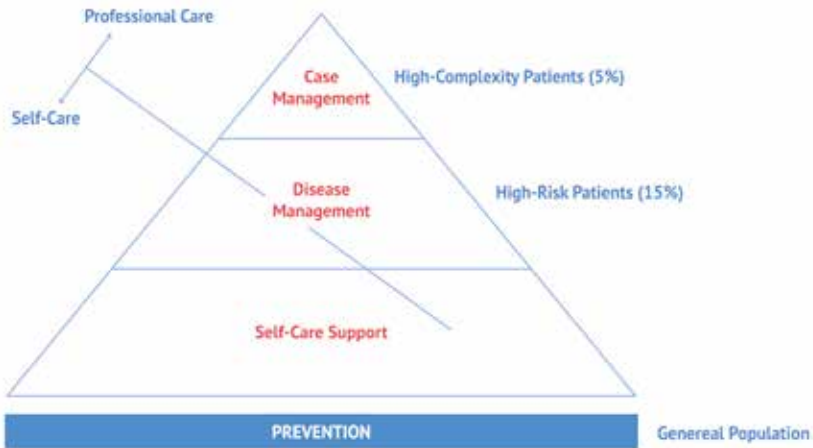 Professional Care
Self-Care
Case
Management
High-Complexity Patients (5%)
Disease
Management
High-Risk Patients (15%)
Self-Care Support
PREVENTION
Genereal Population